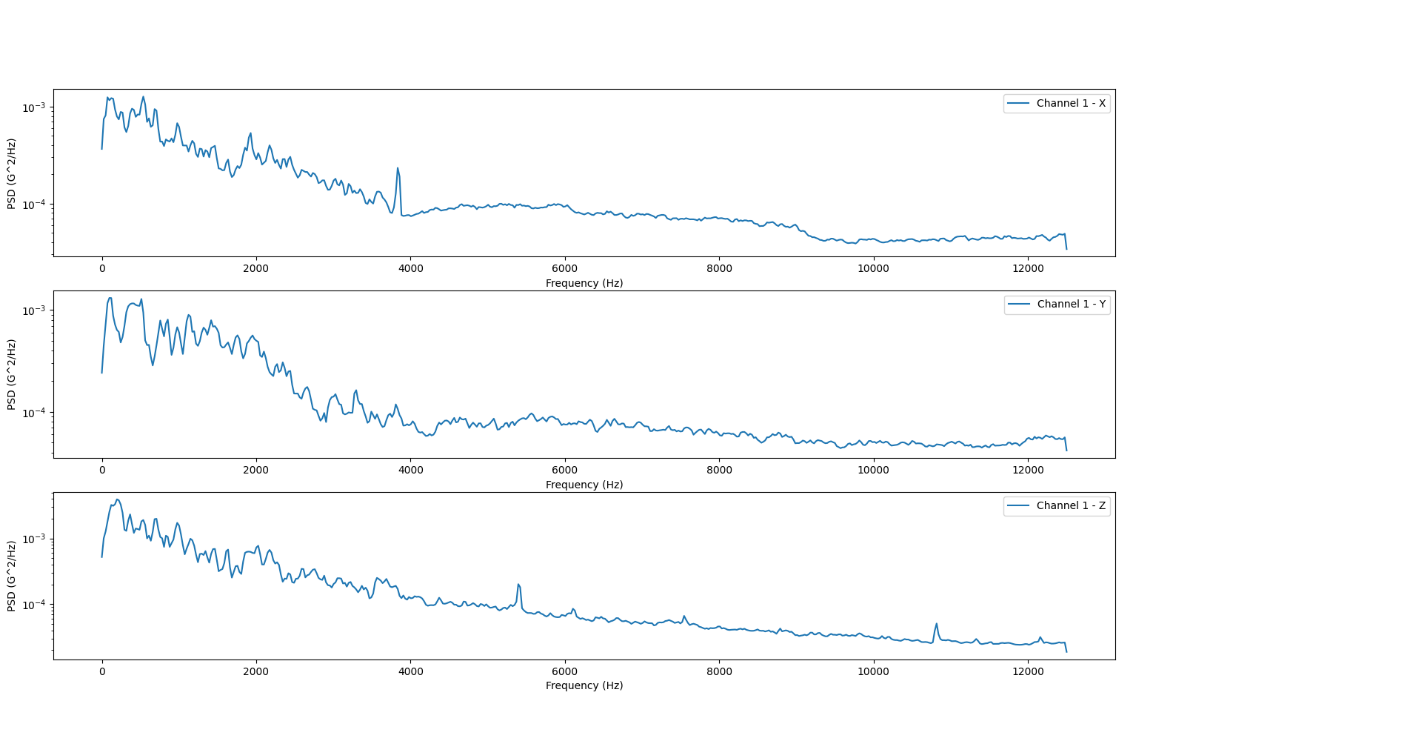 Channel 1 - X
10^-3
10^-4
PSD (G^2/Hz)
0 2000 4000 6000 8000 10000 12000
Frequency (Hz)
Channel 1 - Y
10^-3
10^-4
PSD (G^2/Hz)
0 2000 4000 6000 8000 10000 12000
Frequency (Hz)
Channel 1 - Z
10^-3
10^-4
PSD (G^2/Hz)
0 2000 4000 6000 8000 10000 12000
Frequency (Hz)